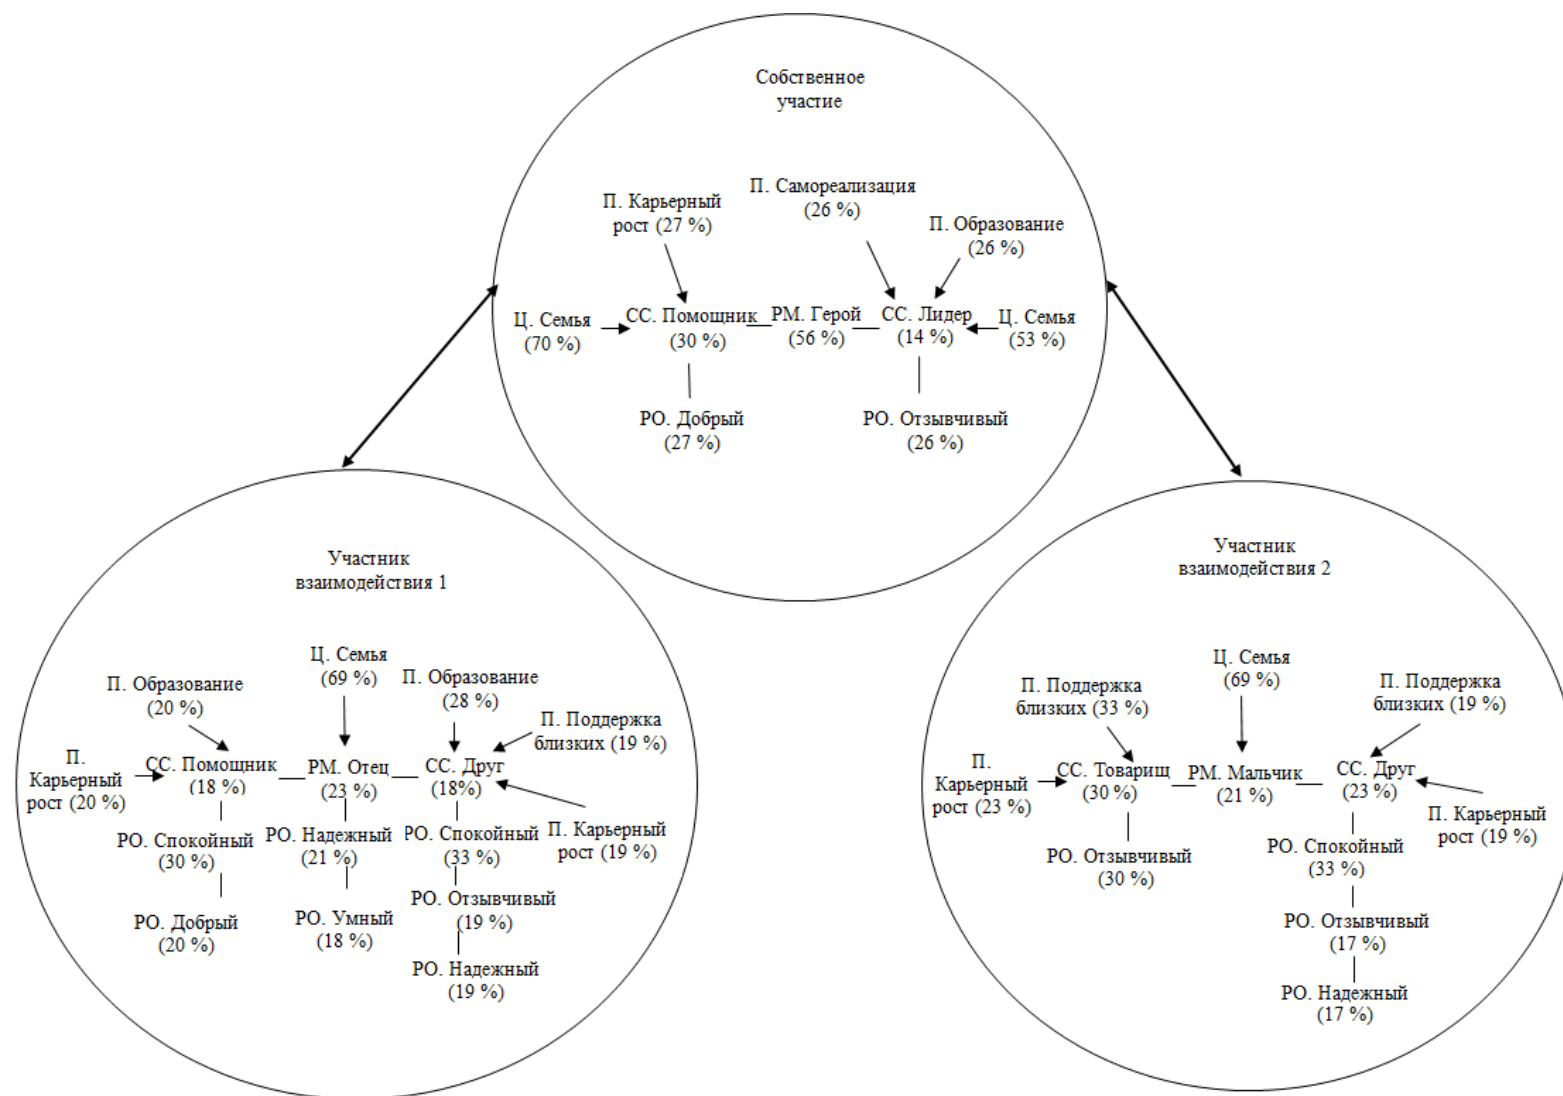 Собственное
участие
П. Карьерный
рост (27 %)
П. Самореализация
(26 %)
П. Образование
(26 %)
Ц. Семья
(70 %)
СС. Помощник
(30 %)
РМ. Герой
(56 %)
СС. Лидер
(14 %)
Ц. Семья
(53 %)
РО. Добрый
(27 %)
РО. Отзывчивый
(26 %)
Участник
взаимодействия 1
П. Образование
(20 %)
Ц. Семья
(69 %)
П. Образование
(28 %)
П. Поддержка
близких (19 %)
П.
Карьерный
рост (20 %)
СС. Помощник
(18 %)
РМ. Отец
(23 %)
СС. Друг
(18%)
П. Карьерный
рост (19 %)
РО. Спокойный
(30 %)
РО. Надежный
(21 %)
РО. Спокойный
(33 %)
РО. Добрый
(20 %)
РО. Умный
(18 %)
РО. Отзывчивый
(19 %)
РО. Надежный
(19 %)
Участник
взаимодействия 2
П. Поддержка
близких (33 %)
Ц. Семья
(69 %)
П. Поддержка
близких (19 %)
П.
Карьерный
рост (23 %)
СС. Товарищ
(30 %)
РМ. Мальчик
(21 %)
СС. Друг
(23 %)
П. Карьерный
рост (19 %)
РО. Отзывчивый
(30 %)
РО. Спокойный
(33 %)
РО. Отзывчивый
(17 %)
РО. Надежный
(17 %)